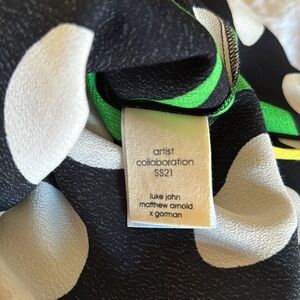 artist
collaboration
SS21
luke john
matthew arnold
x gorman